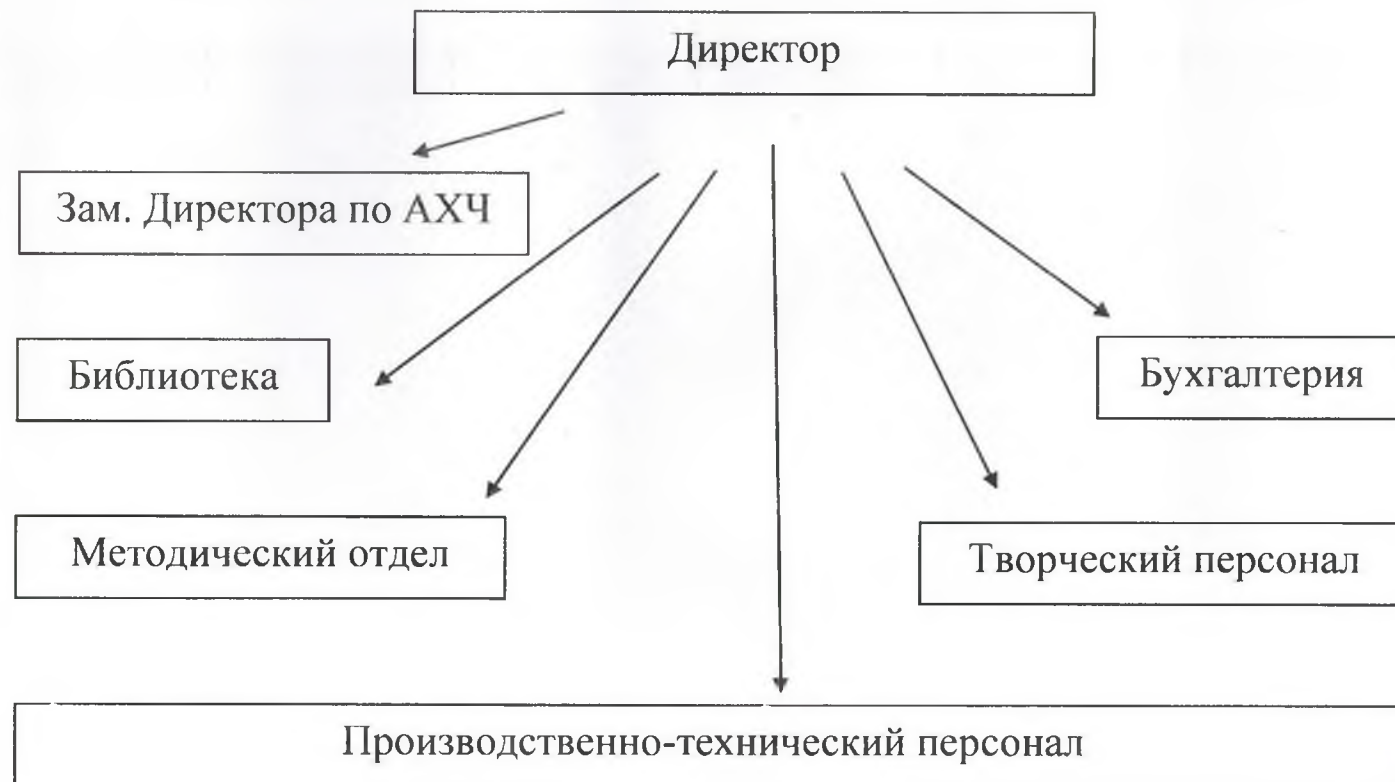 Директор
Зам. Директора по АХЧ
Библиотека
Бухгалтерия
Методический отдел
Творческий персонал
Производственно-технический персонал